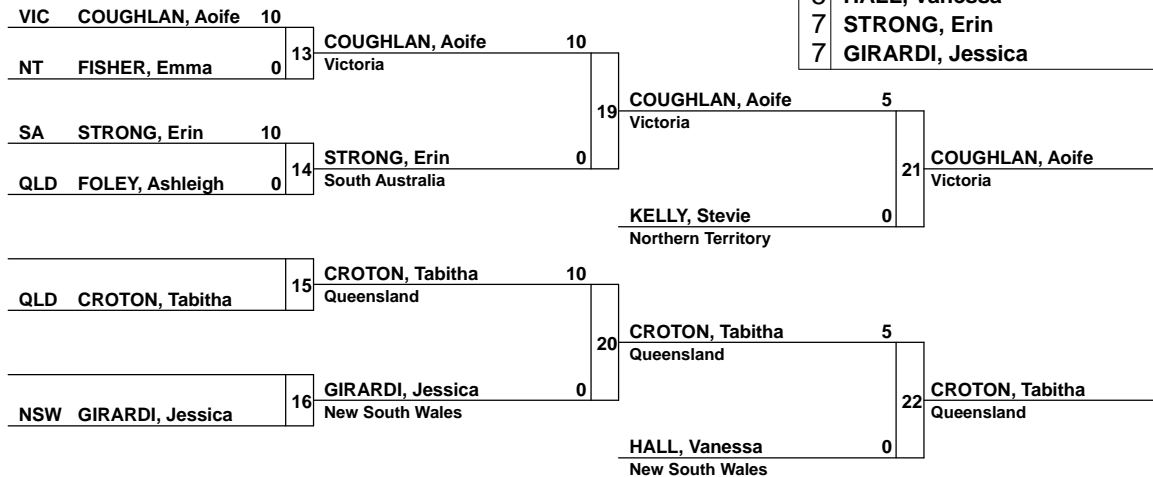 HALL, Vanessa
7 STRONG, Erin
7 GIRARDI, Jessica
VIC COUGHLAN, Aoife 10
13
NT FISHER, Emma 0
COUGHLAN, Aoife 10
Victoria
SA STRONG, Erin 10
14
QLD FOLEY, Ashleigh 0
STRONG, Erin 0
South Australia
19
COUGHLAN, Aoife 5
Victoria
KELLY, Stevie 0
Northern Territory
21
COUGHLAN, Aoife
Victoria
15
QLD CROTON, Tabitha
CROTON, Tabitha 10
Queensland
16
NSW GIRARDI, Jessica
GIRARDI, Jessica 0
New South Wales
20
CROTON, Tabitha 5
Queensland
HALL, Vanessa 0
New South Wales
22
CROTON, Tabitha
Queensland